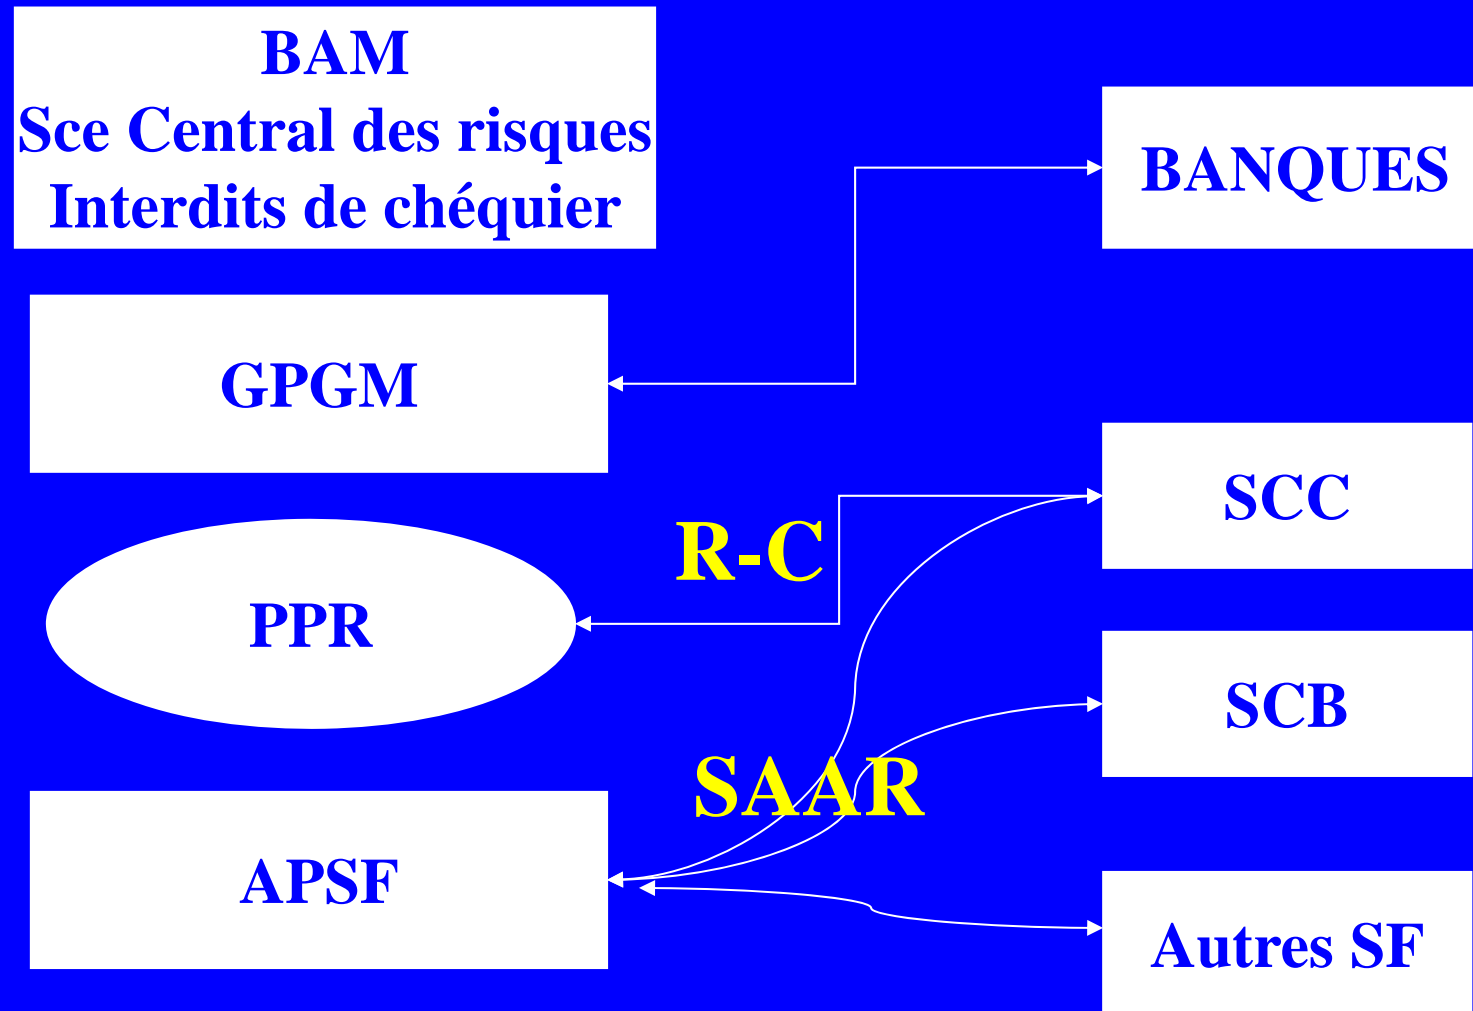 BAM
Sce Central des risques
Interdits de chéquier
BANQUES
GPGM
SCC
R-C
PPR
SCB
SAAR
APSF
Autres SF